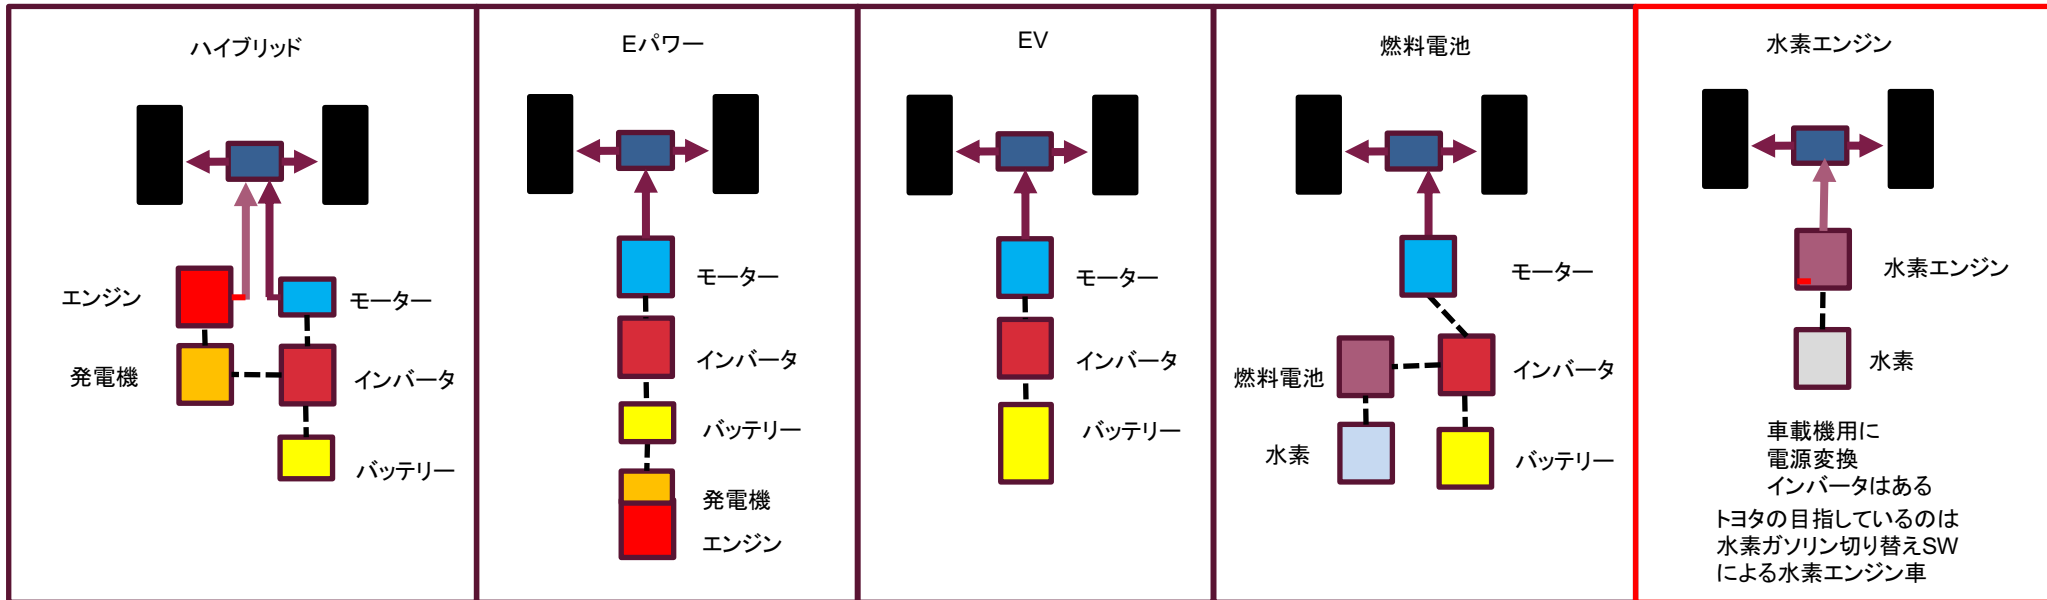 ハイブリッド
エンジン
モーター
発電機
インバータ
バッテリー
Eパワー
モーター
インバータ
バッテリー
発電機
エンジン
EV
モーター
インバータ
バッテリー
燃料電池
モーター
燃料電池
インバータ
水素
バッテリー
水素エンジン
水素エンジン
水素
車載機用に
電源変換
インバータはある
トヨタの目指しているのは
水素ガソリン切り替えSW
による水素エンジン車